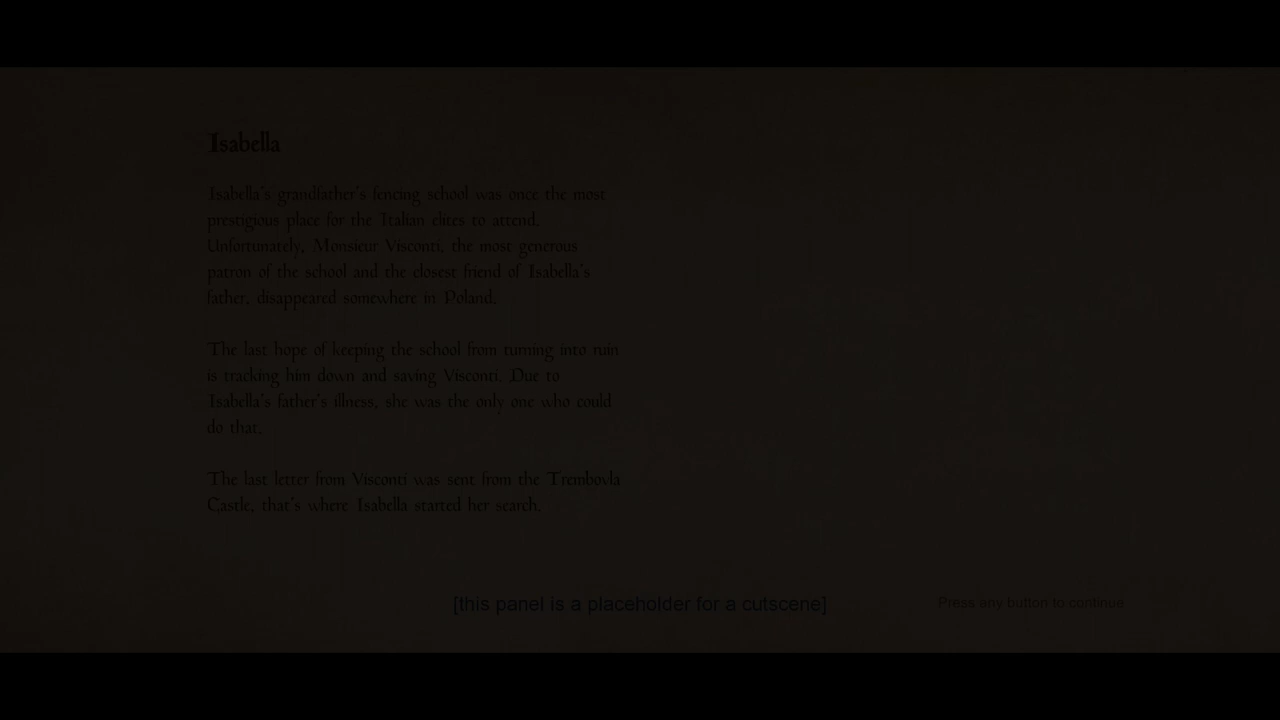 Isabella
Isabella's grandfather's fencing school was once the most
prestigious place for the Italian elites to attend.
Unfortunately, Monsieur Visconti, the most generous
patron of the school and the closest friend of Isabella's
father, disappeared somewhere in Poland.
The last hope of keeping the school from turning into ruin
is tracking him down and saving Visconti. Due to
Isabella's father's illness, she was the only one who could
do that.
The last letter from Visconti was sent from the Trembovla
Castle, that's where Isabella started her search.
[this panel is a placeholder for a cutscene]
Press any button to continue